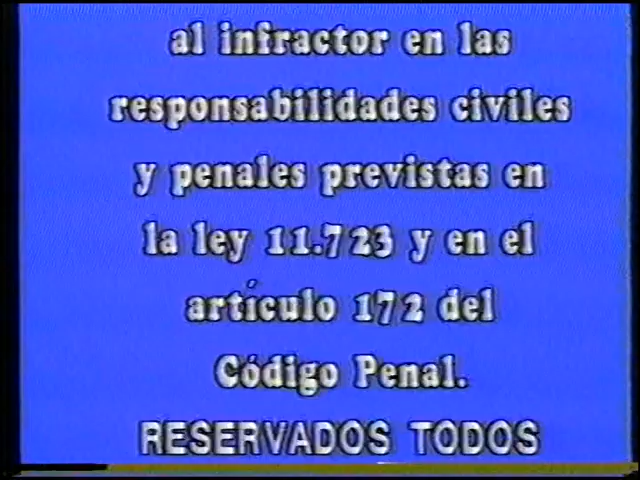 al infractor en las
responsabilidades civiles
y penales previstas en
la ley 11.723 y en el
artículo 172 del
Código Penal.
RESERVADOS TODOS